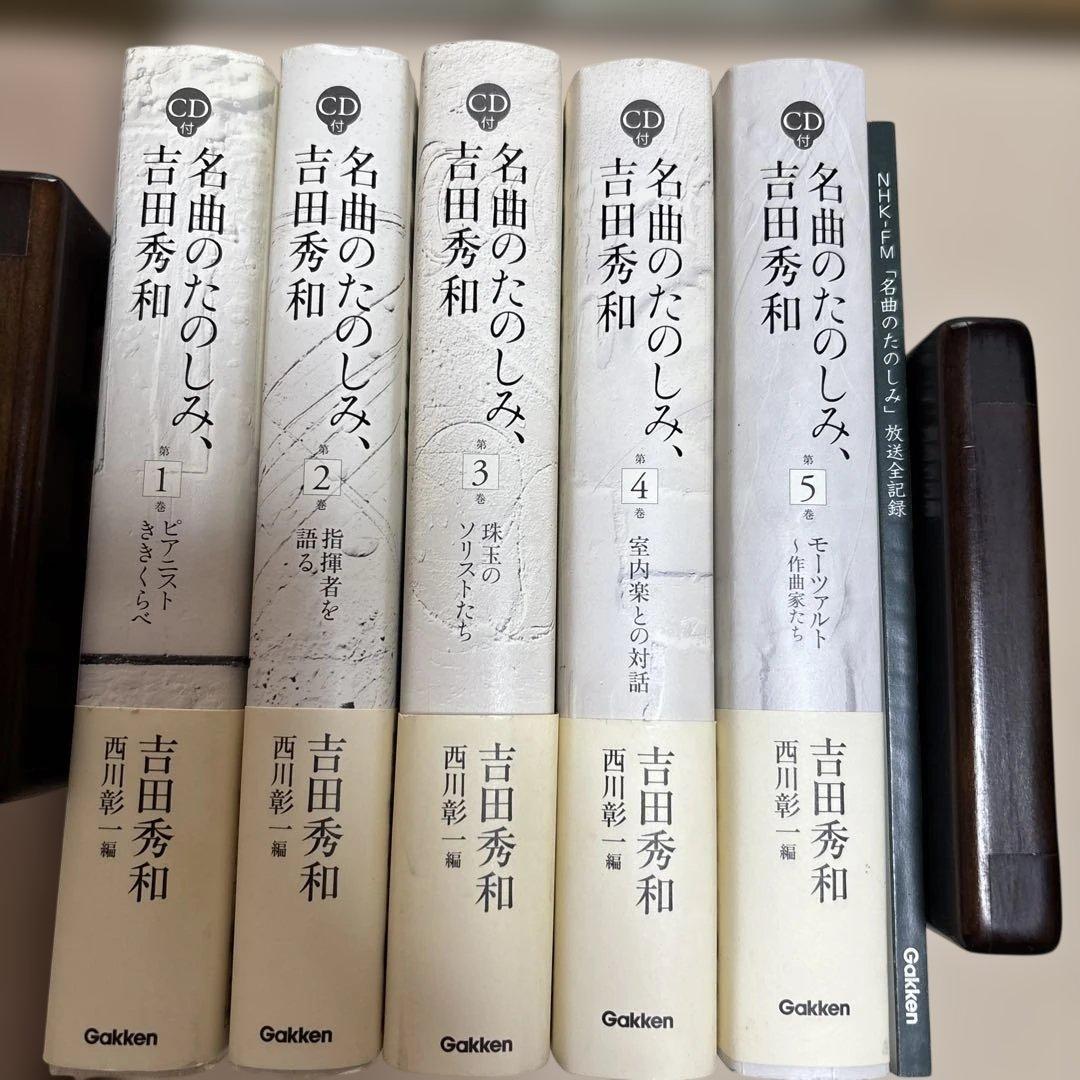 CD付
名曲のたのしみ、
吉田秀和
第1巻
ピアニスト
ききくらべ
吉田秀和
西川彰一 編
Gakken
CD付
名曲のたのしみ、
吉田秀和
第2巻
指揮者を
語る
吉田秀和
西川彰一 編
Gakken
CD付
名曲のたのしみ、
吉田秀和
第3巻
珠玉の
ソリストたち
吉田秀和
西川彰一 編
Gakken
CD付
名曲のたのしみ、
吉田秀和
第4巻
室内楽との対話
吉田秀和
西川彰一 編
Gakken
CD付
名曲のたのしみ、
吉田秀和
第5巻
モーツァルト
~作曲家たち
吉田秀和
西川彰一 編
Gakken
NHK-FM「名曲のたのしみ」放送全記録
Gakken